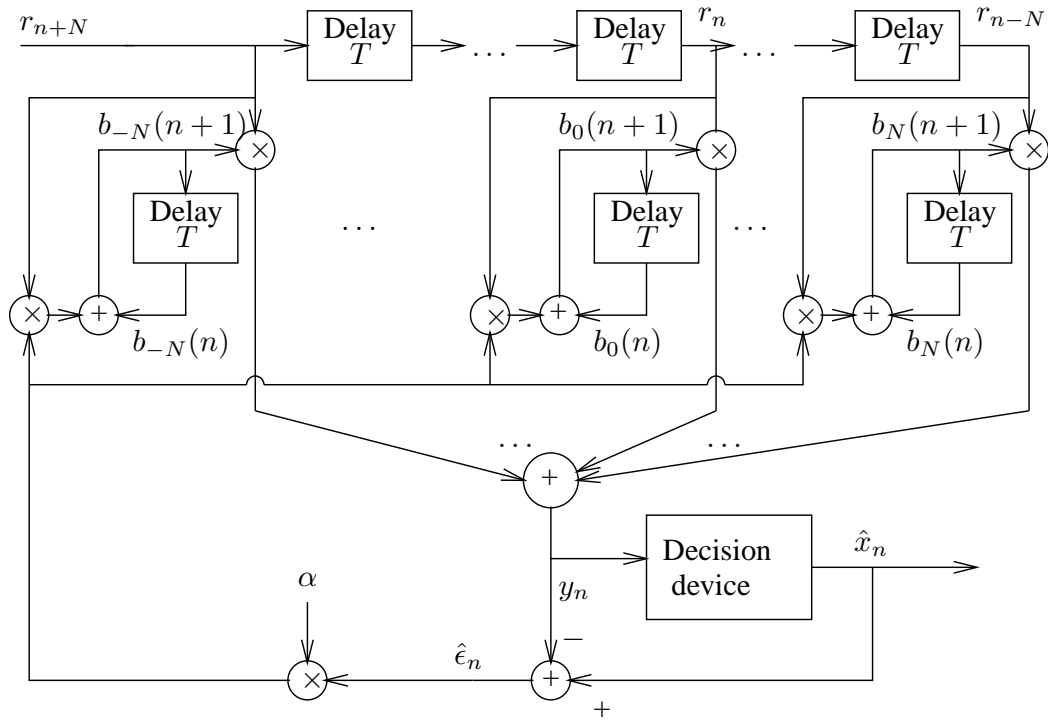 r_{n+N}
Delay
T
...
Delay
T
r_n
...
Delay
T
r_{n-N}
b_{-N}(n+1)
×
b_0(n+1)
×
b_N(n+1)
×
Delay
T
...
Delay
T
...
Delay
T
×
+
×
+
×
+
b_{-N}(n)
b_0(n)
b_N(n)
...
...
+
Decision
device
x̂_n
y_n
α
−
ε̂_n
×
+
+